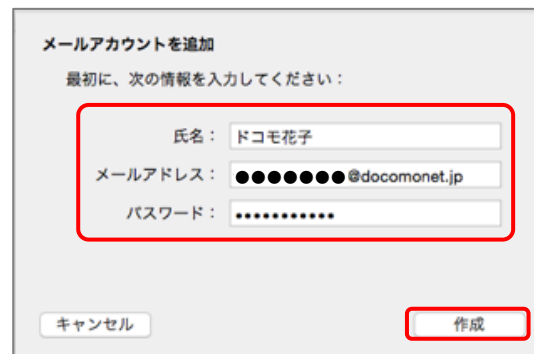 メールアカウントを追加
最初に、次の情報を入力してください：
氏名： ドコモ花子
メールアドレス： ●●●●●●●@docomonet.jp
パスワード： •••••••••••
キャンセル 作成